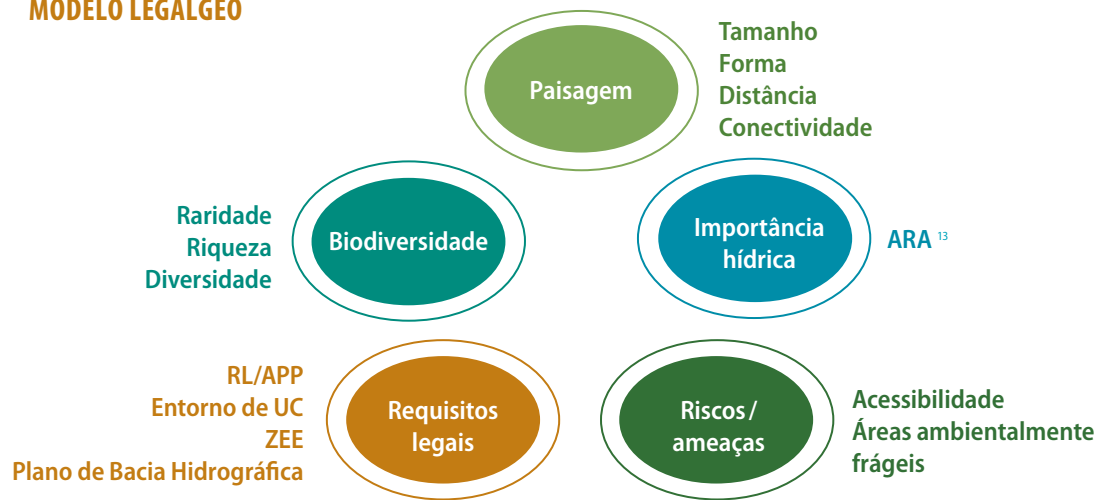 MODELO LEGALGEO
Paisagem
Tamanho
Forma
Distância
Conectividade
Raridade
Riqueza
Diversidade
Biodiversidade
Importância
hídrica
ARA 13
RL/APP
Entorno de UC
ZEE
Plano de Bacia Hidrográfica
Requisitos
legais
Riscos/
ameaças
Acessibilidade
Áreas ambientalmente
frágeis